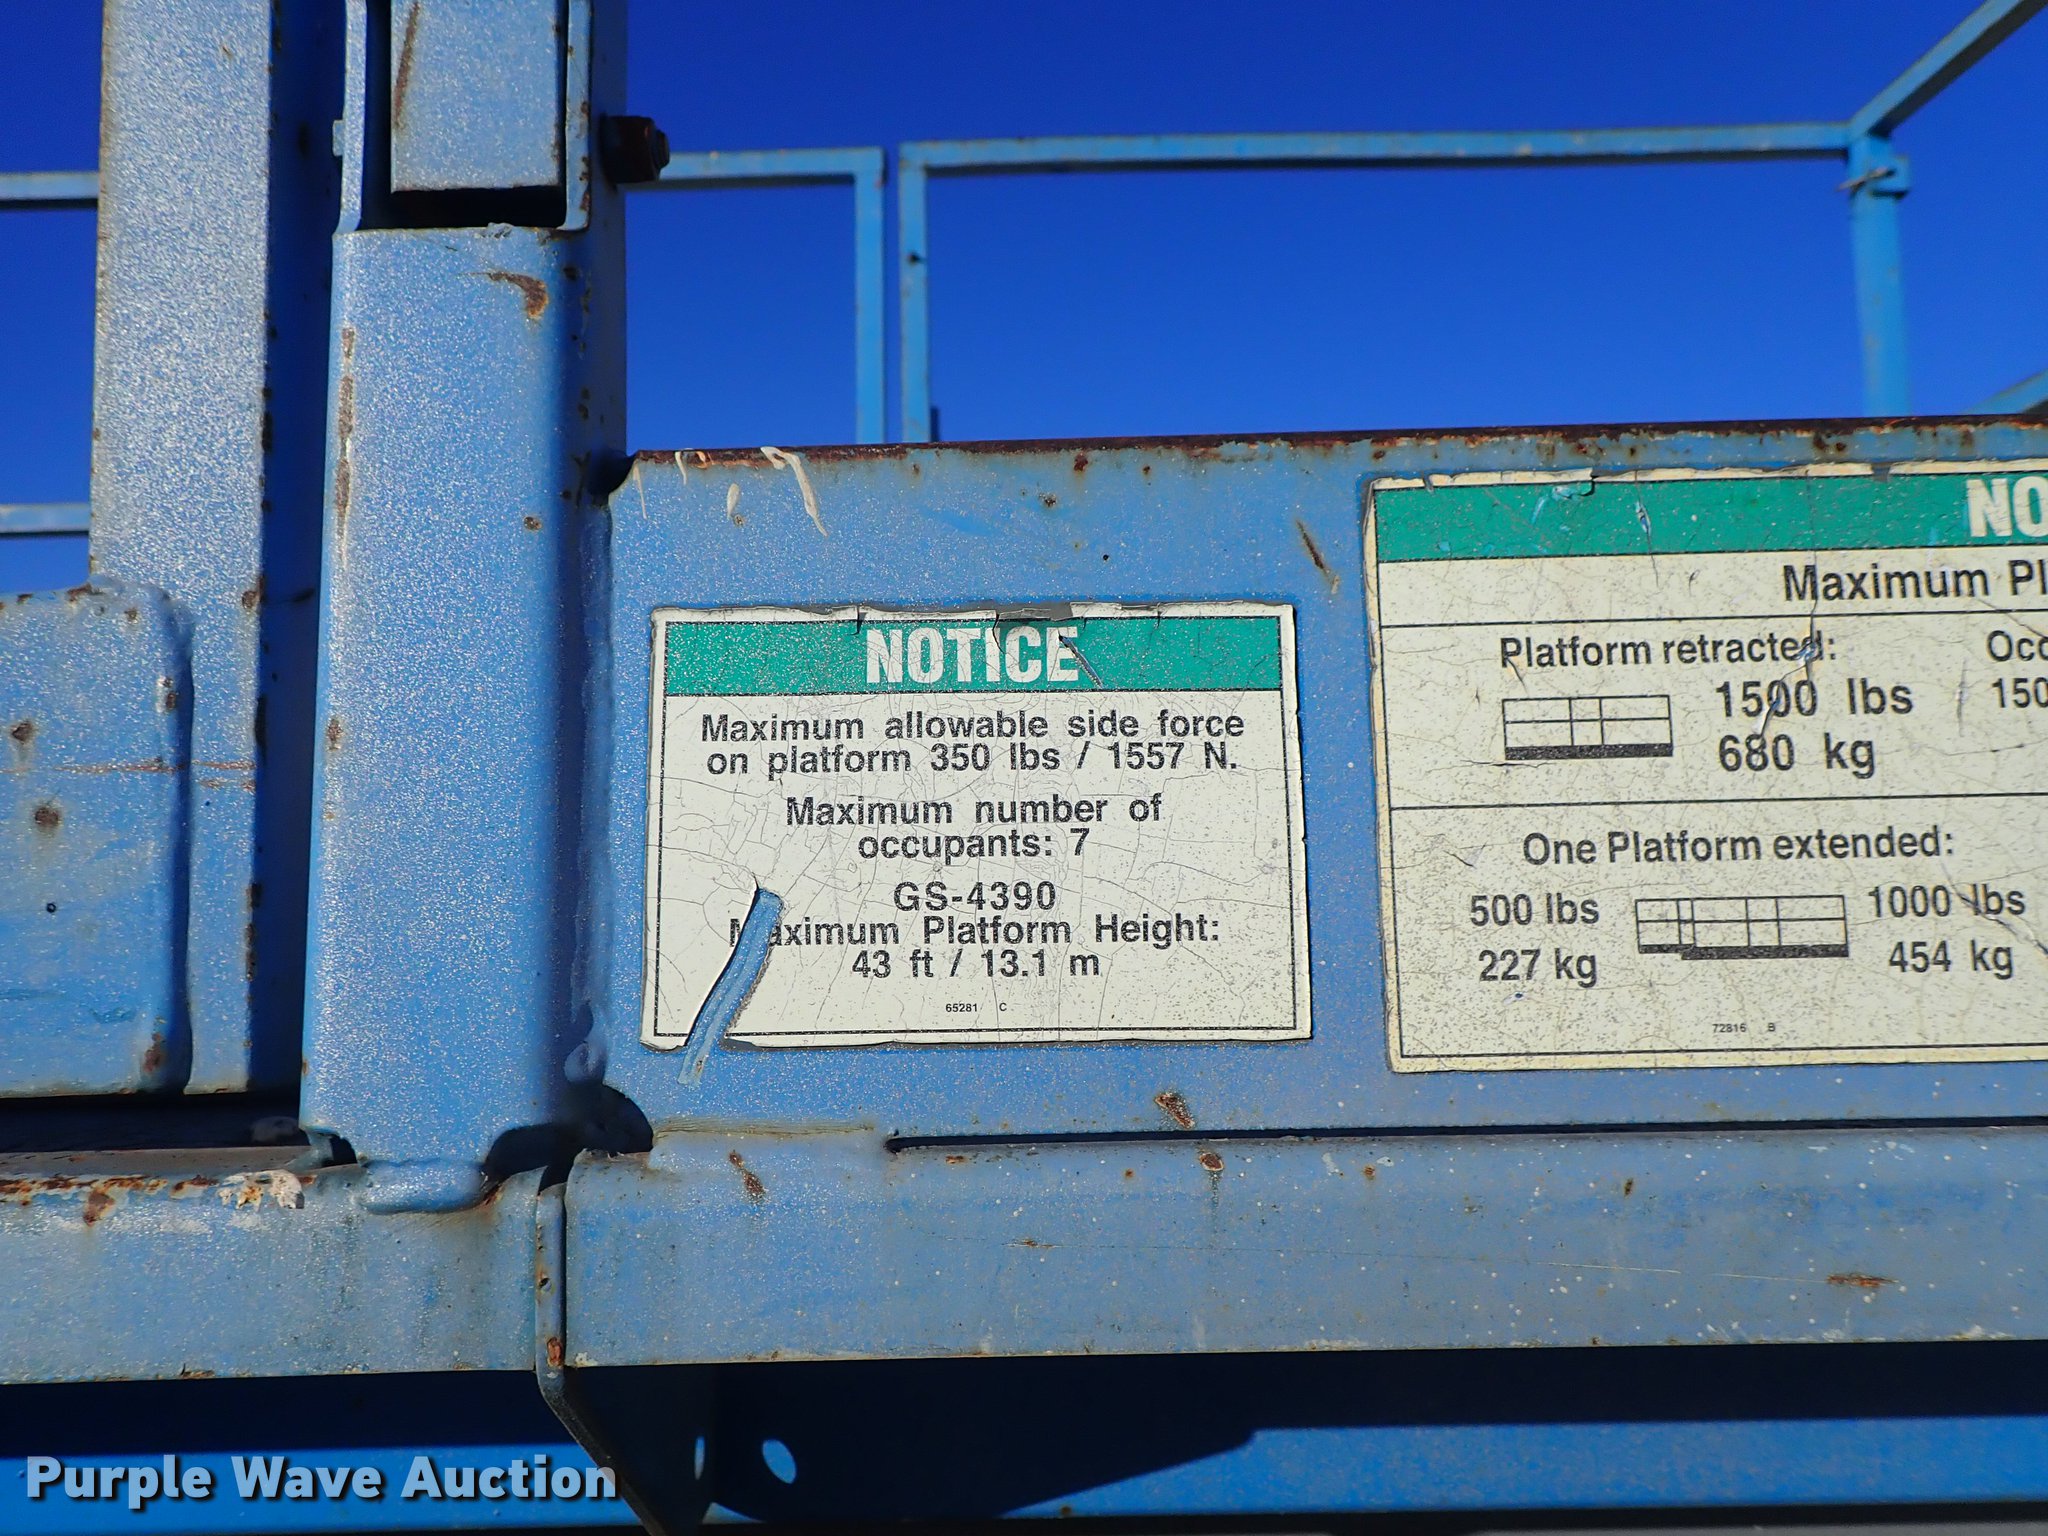 NOTICE
Maximum allowable side force
on platform 350 lbs / 1557 N.
Maximum number of
occupants: 7
GS-4390
Maximum Platform Height:
43 ft / 13.1 m
65281 C
NO
Maximum Pl
Platform retracted:
1500 lbs
680 kg
Occ
150
One Platform extended:
500 lbs
227 kg
1000 lbs
454 kg
72816 B
Purple Wave Auction